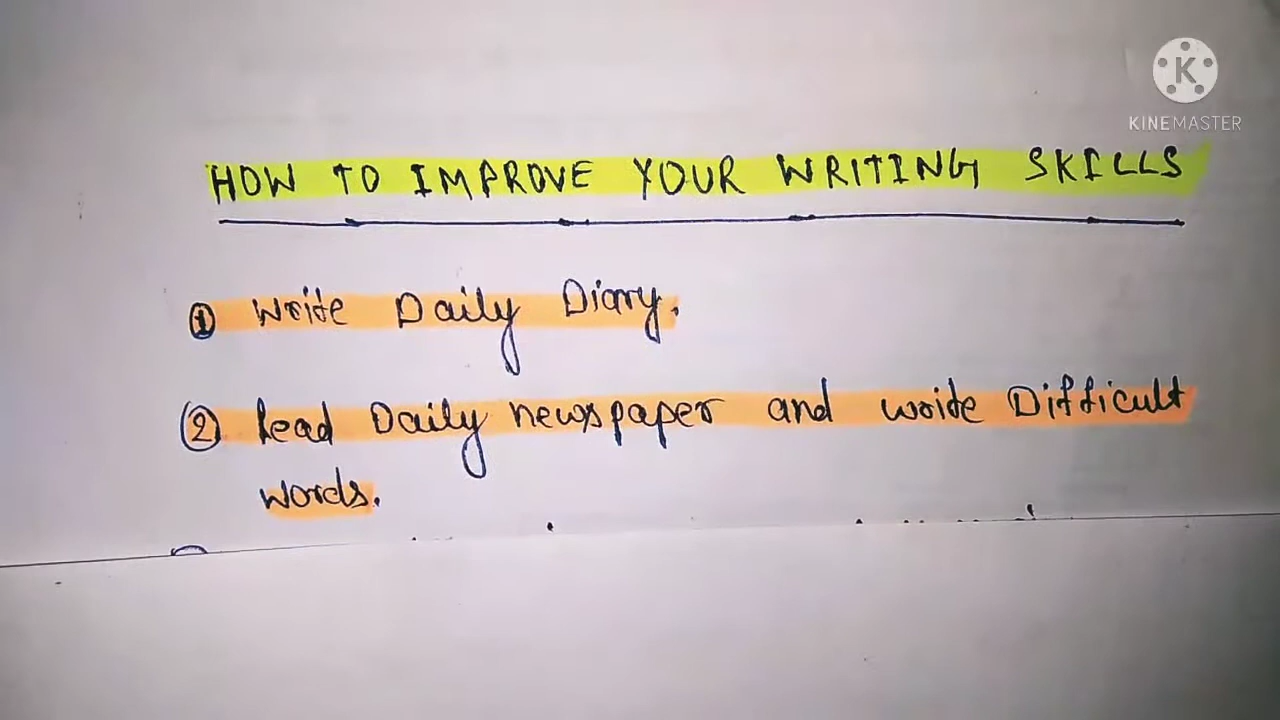 KINEMASTER
HOW TO IMPROVE YOUR WRITING SKILLS
① Write Daily Diary.
② Read Daily newspaper and write Difficult
words.